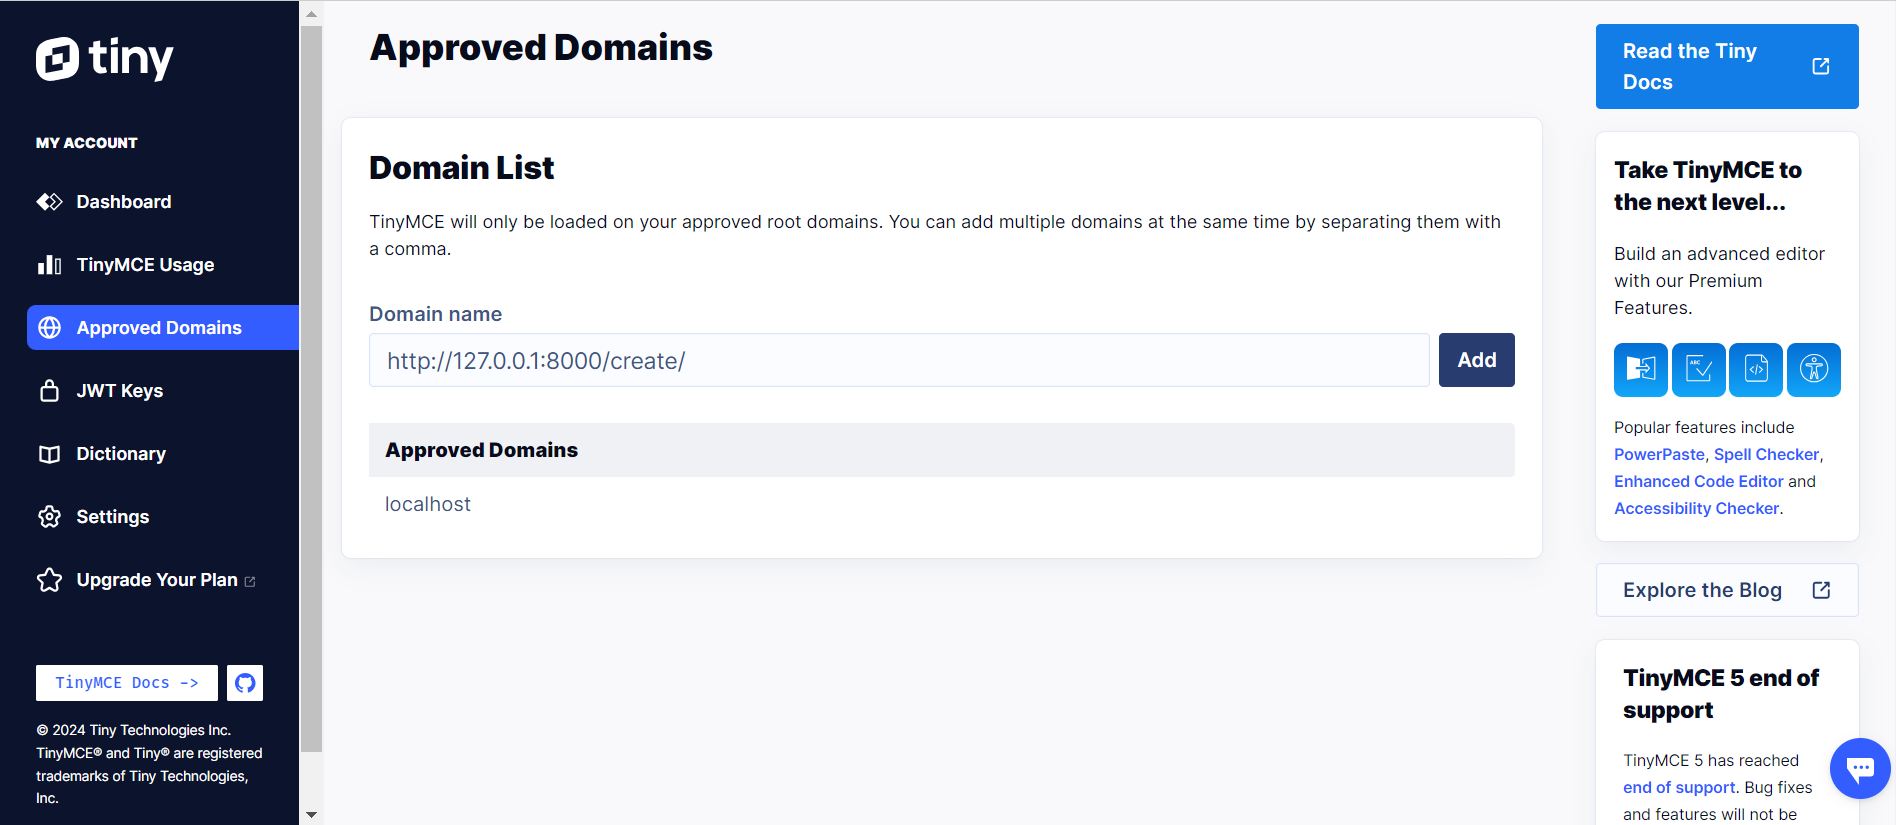 tiny
MY ACCOUNT
Dashboard
TinyMCE Usage
Approved Domains
JWT Keys
Dictionary
Settings
Upgrade Your Plan
TinyMCE Docs ->
© 2024 Tiny Technologies Inc.
TinyMCE® and Tiny® are registered
trademarks of Tiny Technologies,
Inc.
Approved Domains
Domain List
TinyMCE will only be loaded on your approved root domains. You can add multiple domains at the same time by separating them with
a comma.
Domain name
http://127.0.0.1:8000/create/
Add
Approved Domains
localhost
Read the Tiny
Docs
Take TinyMCE to
the next level...
Build an advanced editor
with our Premium
Features.
ABC
</>
Popular features include
PowerPaste, Spell Checker,
Enhanced Code Editor and
Accessibility Checker.
Explore the Blog
TinyMCE 5 end of
support
TinyMCE 5 has reached
end of support. Bug fixes
and features will not be